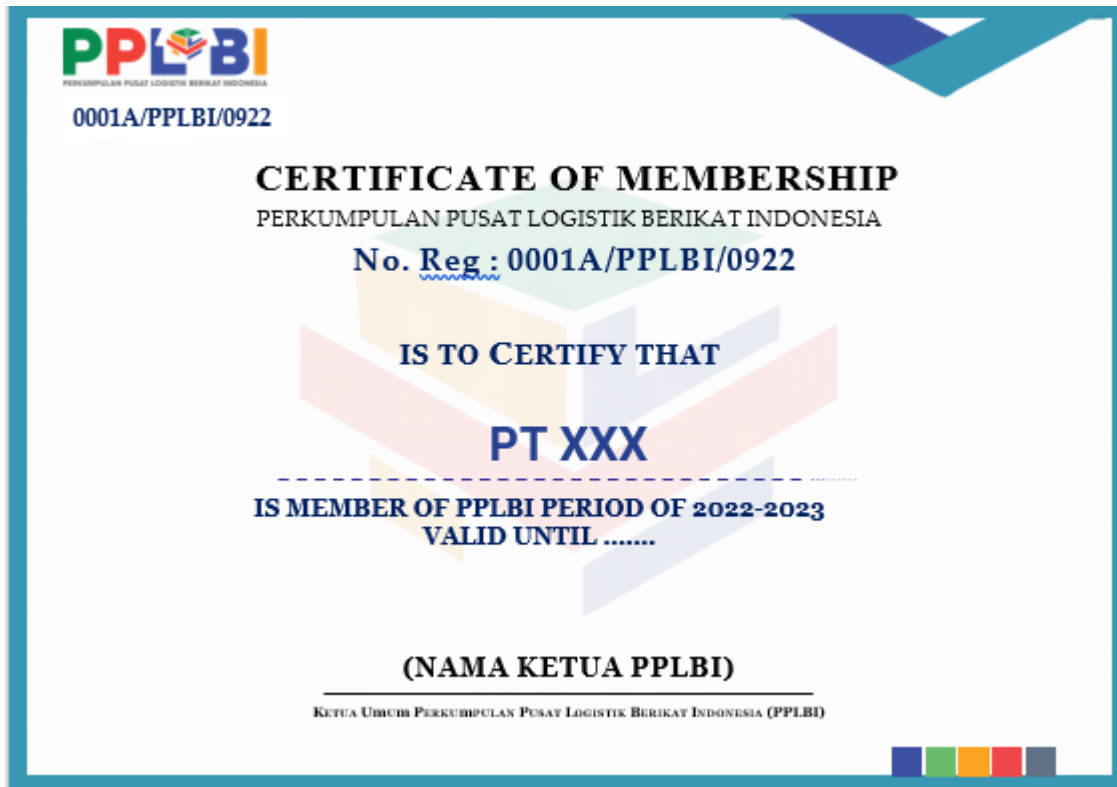 PPLBI
PERKUMPULAN PUSAT LOGISTIK BERIKAT INDONESIA
0001A/PPLBI/0922
CERTIFICATE OF MEMBERSHIP
PERKUMPULAN PUSAT LOGISTIK BERIKAT INDONESIA
No. Reg : 0001A/PPLBI/0922
IS TO CERTIFY THAT
PT XXX
IS MEMBER OF PPLBI PERIOD OF 2022-2023
VALID UNTIL .......
(NAMA KETUA PPLBI)
KETUA UMUM PERKUMPULAN PUSAT LOGISTIK BERIKAT INDONESIA (PPLBI)